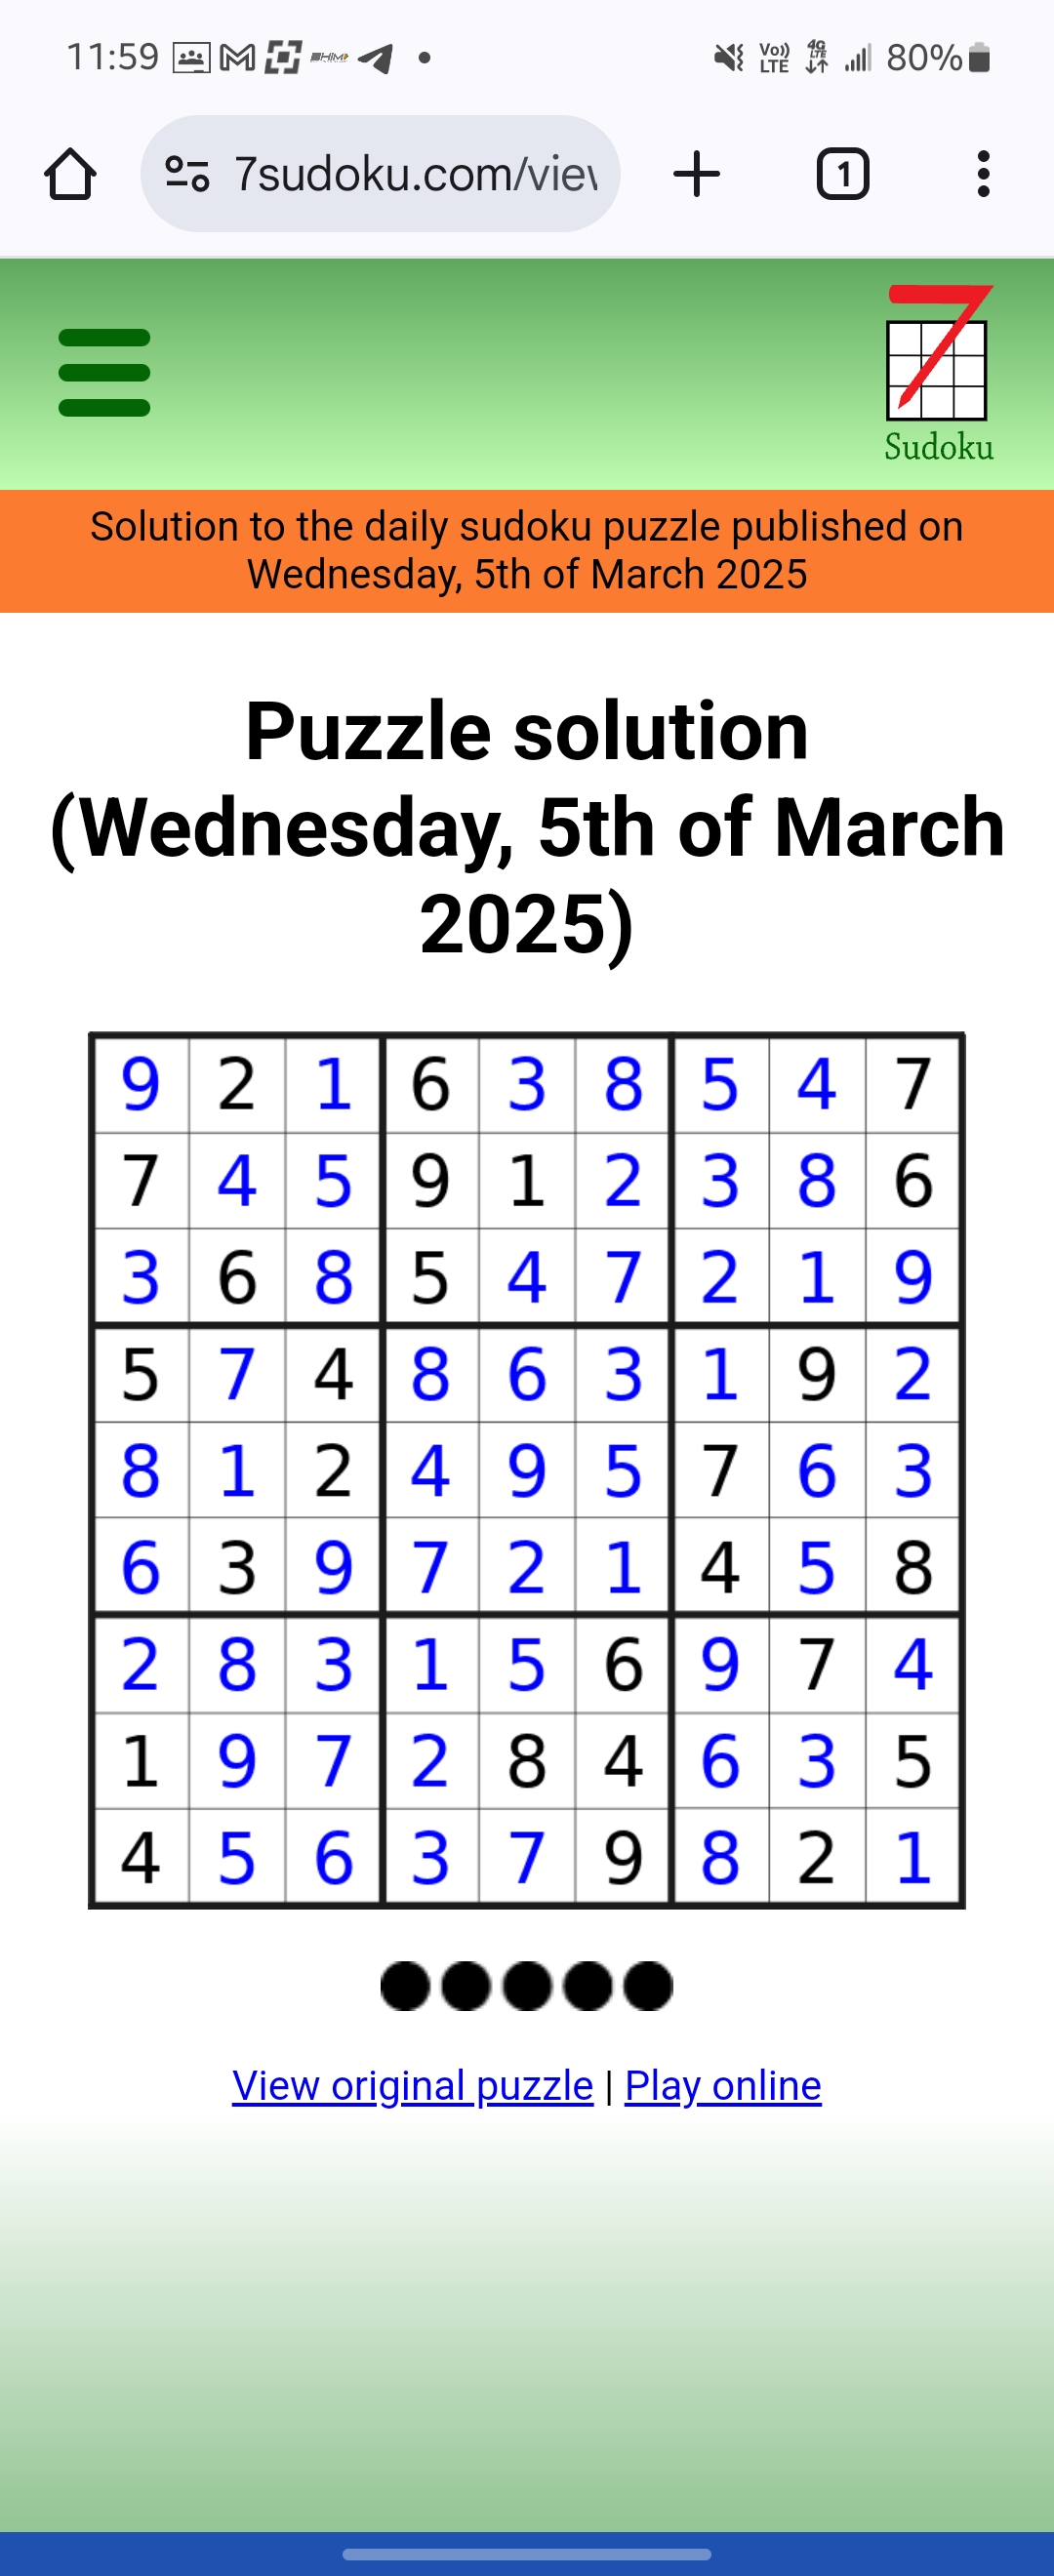 11:59
Vo)) LTE 4G LTE 80%
7sudoku.com/view
1
7
Sudoku
Solution to the daily sudoku puzzle published on
Wednesday, 5th of March 2025
Puzzle solution
(Wednesday, 5th of March
2025)
9 2 1 6 3 8 5 4 7
7 4 5 9 1 2 3 8 6
3 6 8 5 4 7 2 1 9
5 7 4 8 6 3 1 9 2
8 1 2 4 9 5 7 6 3
6 3 9 7 2 1 4 5 8
2 8 3 1 5 6 9 7 4
1 9 7 2 8 4 6 3 5
4 5 6 3 7 9 8 2 1
View original puzzle | Play online